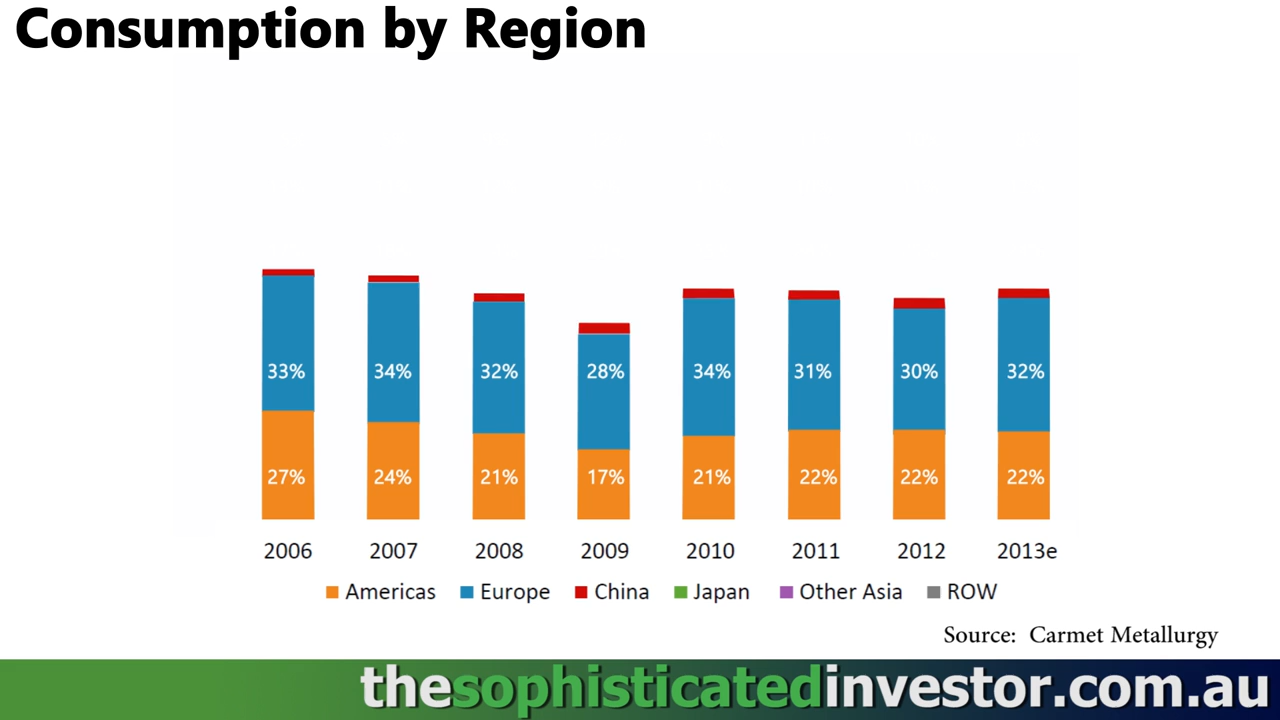 Consumption by Region
33% 34% 32% 28% 34% 31% 30% 32%
27% 24% 21% 17% 21% 22% 22% 22%
2006 2007 2008 2009 2010 2011 2012 2013e
Americas Europe China Japan Other Asia ROW
Source: Carmet Metallurgy
thesophisticatedinvestor.com.au